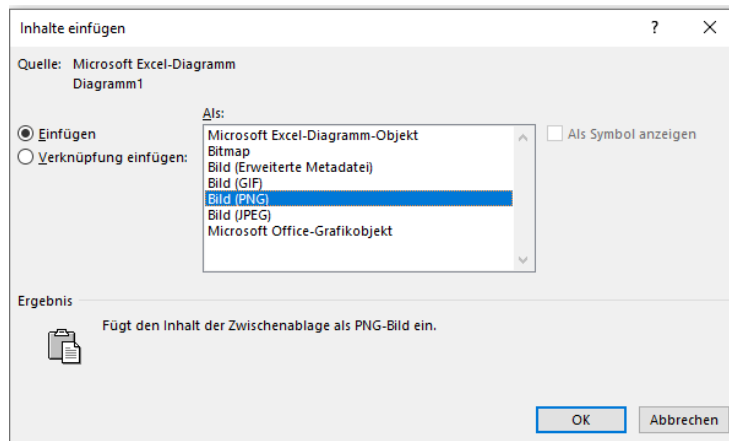 Inhalte einfügen
Quelle: Microsoft Excel-Diagramm
Diagramm1
Als:
Einfügen
Verknüpfung einfügen:
Microsoft Excel-Diagramm-Objekt
Bitmap
Bild (Erweiterte Metadatei)
Bild (GIF)
Bild (PNG)
Bild (JPEG)
Microsoft Office-Grafikobjekt
Als Symbol anzeigen
Ergebnis
Fügt den Inhalt der Zwischenablage als PNG-Bild ein.
OK
Abbrechen